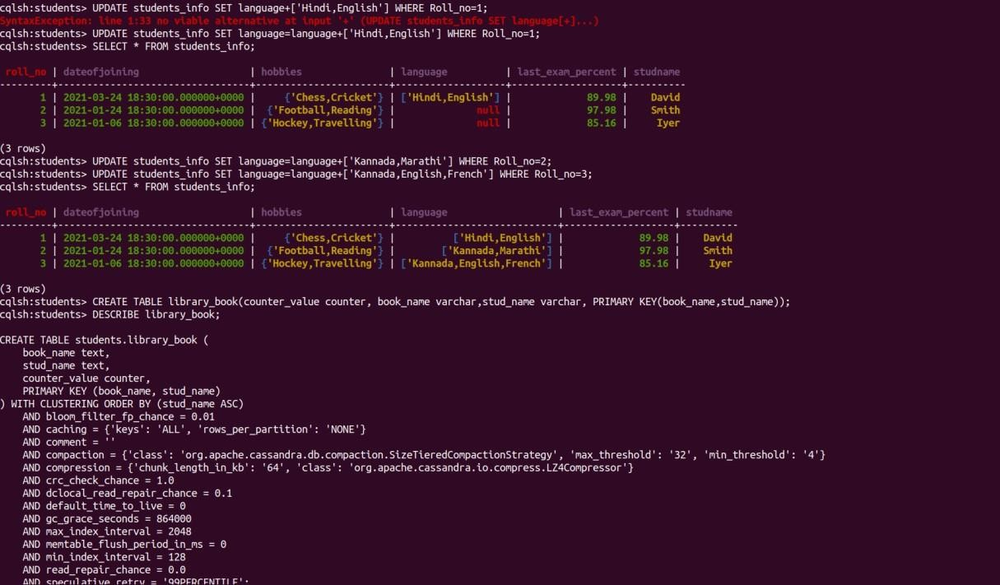 cqlsh:students> UPDATE students_info SET language+['Hindi,English'] WHERE Roll_no=1;
SyntaxException: line 1:33 no viable alternative at input '+' (UPDATE students_info SET language[+]...)
cqlsh:students> UPDATE students_info SET language=language+['Hindi,English'] WHERE Roll_no=1;
cqlsh:students> SELECT * FROM students_info;
roll_no | dateofjoining | hobbies | language | last_exam_percent | studname
---------+---------------------------------+------------------------+-------------------+-------------------+----------
1 | 2021-03-24 18:30:00.000000+0000 | {'Chess,Cricket'} | ['Hindi,English'] | 89.98 | David
2 | 2021-01-24 18:30:00.000000+0000 | {'Football,Reading'} | null | 97.98 | Smith
3 | 2021-01-06 18:30:00.000000+0000 | {'Hockey,Travelling'} | null | 85.16 | Iyer
(3 rows)
cqlsh:students> UPDATE students_info SET language=language+['Kannada,Marathi'] WHERE Roll_no=2;
cqlsh:students> UPDATE students_info SET language=language+['Kannada,English,French'] WHERE Roll_no=3;
cqlsh:students> SELECT * FROM students_info;
roll_no | dateofjoining | hobbies | language | last_exam_percent | studname
---------+---------------------------------+------------------------+----------------------------+-------------------+----------
1 | 2021-03-24 18:30:00.000000+0000 | {'Chess,Cricket'} | ['Hindi,English'] | 89.98 | David
2 | 2021-01-24 18:30:00.000000+0000 | {'Football,Reading'} | ['Kannada,Marathi'] | 97.98 | Smith
3 | 2021-01-06 18:30:00.000000+0000 | {'Hockey,Travelling'} | ['Kannada,English,French'] | 85.16 | Iyer
(3 rows)
cqlsh:students> CREATE TABLE library_book(counter_value counter, book_name varchar,stud_name varchar, PRIMARY KEY(book_name,stud_name));
cqlsh:students> DESCRIBE library_book;
CREATE TABLE students.library_book (
book_name text,
stud_name text,
counter_value counter,
PRIMARY KEY (book_name, stud_name)
) WITH CLUSTERING ORDER BY (stud_name ASC)
AND bloom_filter_fp_chance = 0.01
AND caching = {'keys': 'ALL', 'rows_per_partition': 'NONE'}
AND comment = ''
AND compaction = {'class': 'org.apache.cassandra.db.compaction.SizeTieredCompactionStrategy', 'max_threshold': '32', 'min_threshold': '4'}
AND compression = {'chunk_length_in_kb': '64', 'class': 'org.apache.cassandra.io.compress.LZ4Compressor'}
AND crc_check_chance = 1.0
AND dclocal_read_repair_chance = 0.1
AND default_time_to_live = 0
AND gc_grace_seconds = 864000
AND max_index_interval = 2048
AND memtable_flush_period_in_ms = 0
AND min_index_interval = 128
AND read_repair_chance = 0.0
AND speculative_retry = '99PERCENTILE';